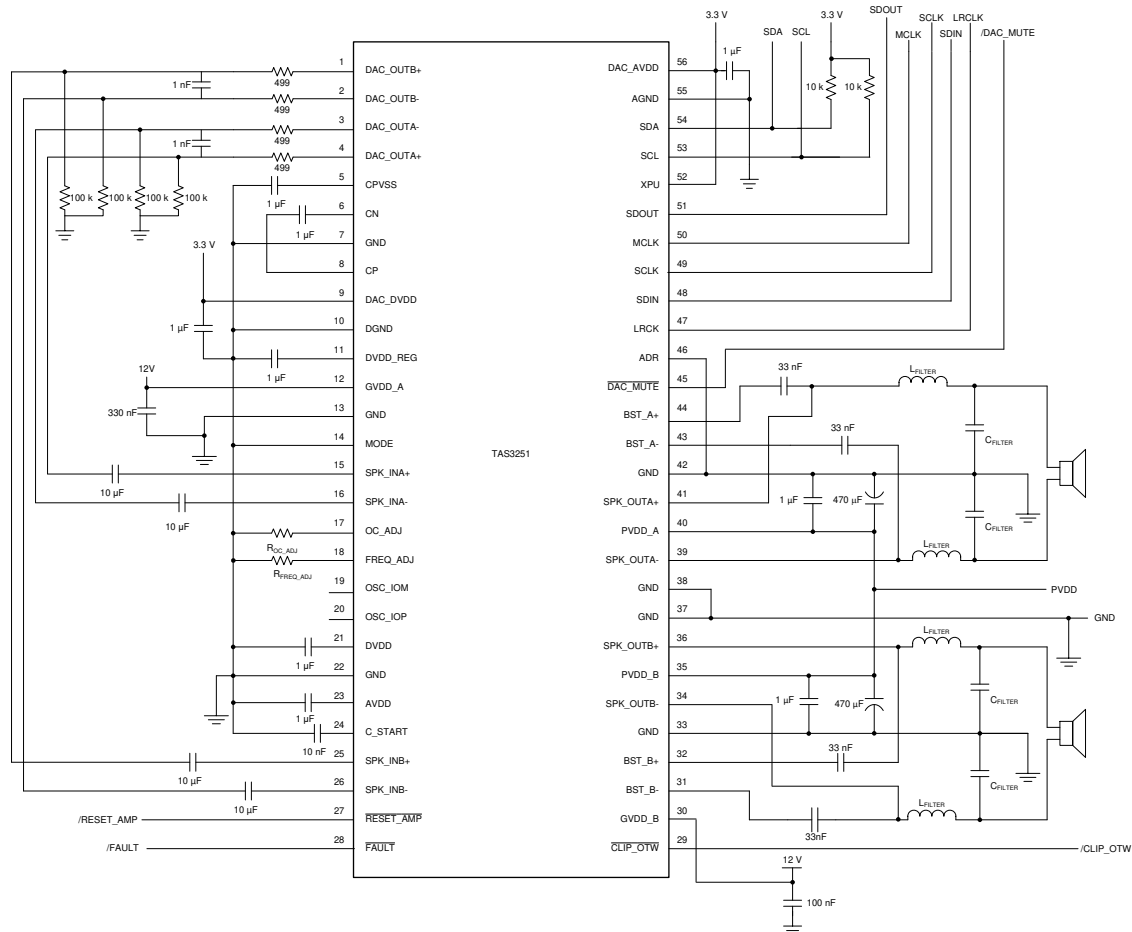 3.3 V
3.3 V
SDOUT
SCLK
LRCLK
SDA
SCL
MCLK
SDIN
/DAC_MUTE
1 µF
10 k
10 k
1
DAC_OUTB+
499
1 nF
2
DAC_OUTB-
499
3
DAC_OUTA-
499
1 nF
4
DAC_OUTA+
499
100 k
100 k
100 k
100 k
5
CPVSS
1 µF
6
CN
1 µF
7
GND
8
CP
3.3 V
9
DAC_DVDD
1 µF
10
DGND
11
DVDD_REG
1 µF
12V
12
GVDD_A
330 nF
13
GND
14
MODE
15
SPK_INA+
10 µF
16
SPK_INA-
10 µF
17
OC_ADJ
ROC_ADJ
18
FREQ_ADJ
RFREQ_ADJ
19
OSC_IOM
20
OSC_IOP
21
DVDD
1 µF
22
GND
23
AVDD
1 µF
24
C_START
10 nF
25
SPK_INB+
10 µF
26
SPK_INB-
10 µF
/RESET_AMP
27
RESET_AMP
/FAULT
28
FAULT
TAS3251
DAC_AVDD
56
AGND
55
SDA
54
SCL
53
XPU
52
SDOUT
51
MCLK
50
SCLK
49
SDIN
48
LRCK
47
ADR
46
DAC_MUTE
45
BST_A+
44
33 nF
LFILTER
BST_A-
43
33 nF
CFILTER
GND
42
SPK_OUTA+
41
1 µF
470 µF
CFILTER
PVDD_A
40
SPK_OUTA-
39
LFILTER
GND
38
PVDD
GND
37
GND
SPK_OUTB+
36
LFILTER
PVDD_B
35
SPK_OUTB-
34
1 µF
470 µF
CFILTER
GND
33
BST_B+
32
33 nF
BST_B-
31
CFILTER
LFILTER
GVDD_B
30
33nF
CLIP_OTW
29
/CLIP_OTW
12 V
100 nF